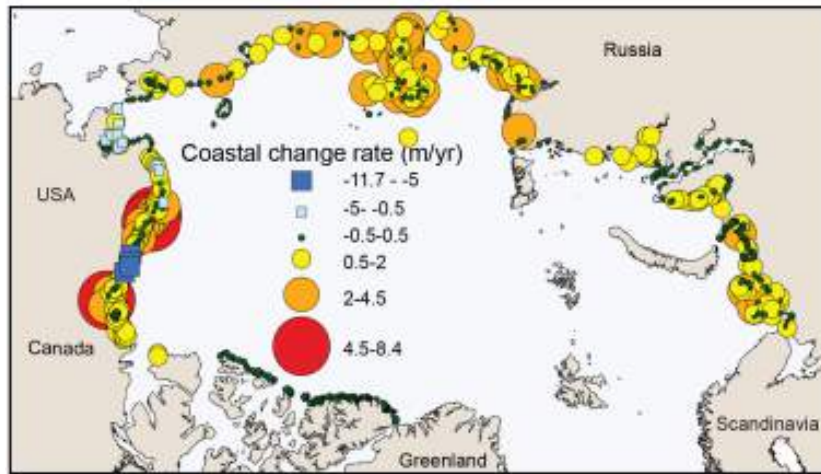 Russia
Coastal change rate (m/yr)
-11.7 - -5
-5- -0.5
-0.5-0.5
0.5-2
2-4.5
4.5-8.4
USA
Canada
Greenland
Scandinavia